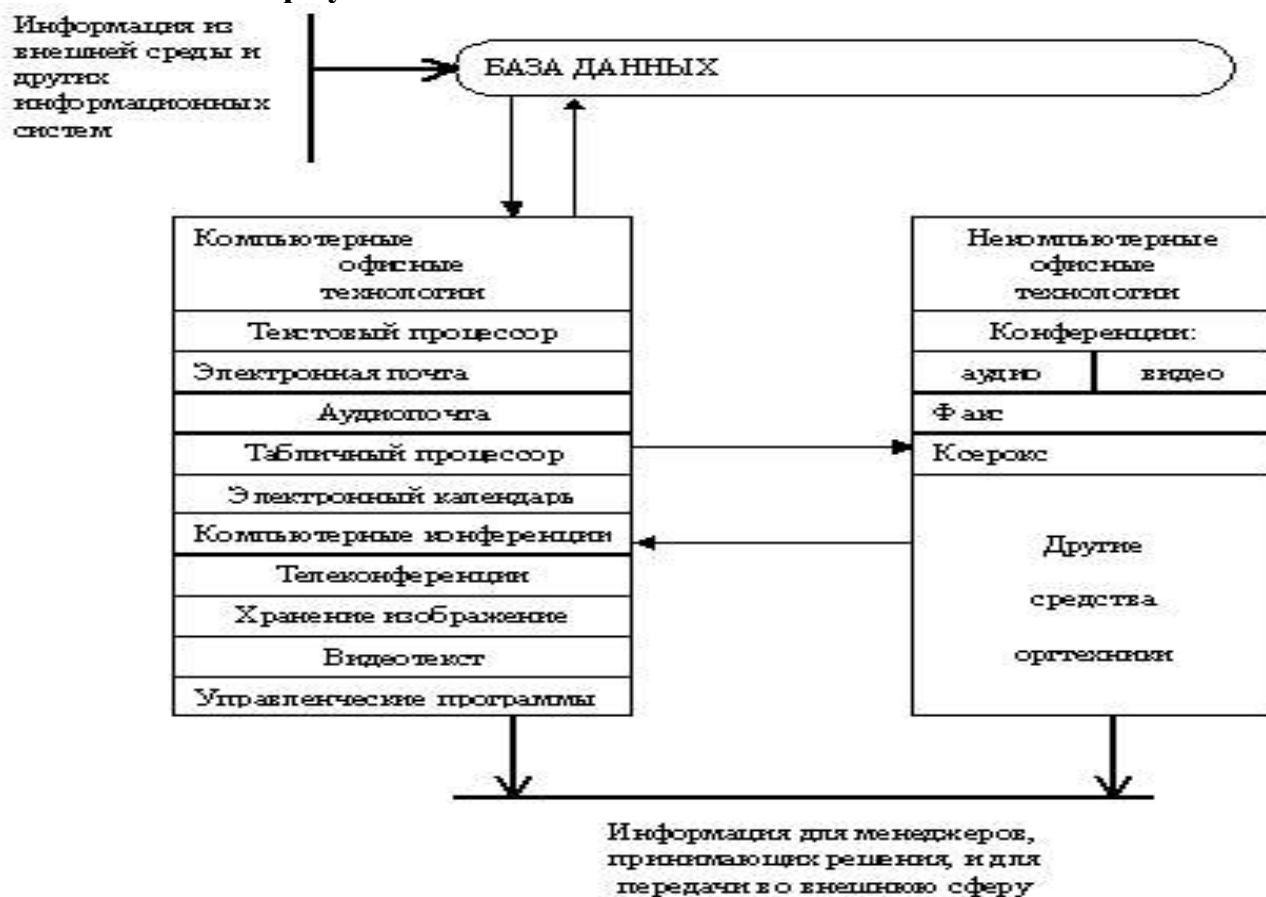 Информация из
внешней среды и
других
информационных
систем
БАЗА ДАННЫХ
Компьютерные
офисные
технологии
Текстовый процессор
Электронная почта
Аудиопочта
Табличный процессор
Электронный календарь
Компьютерные конференции
Телеконференции
Хранение изображение
Видеотекст
Управленческие программы
Некомпьютерные
офисные
технологии
Конференции:
аудио видео
Факс
Ксерокс
Другие
средства
оргтехники
Информация для менеджеров,
принимающих решения, и для
передачи во внешнюю сферу